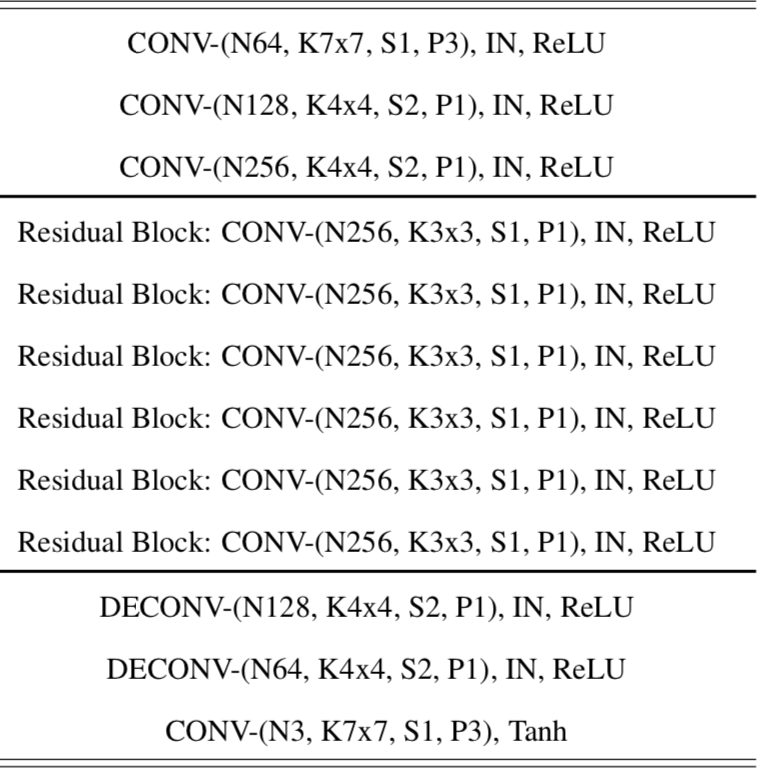 CONV-(N64, K7x7, S1, P3), IN, ReLU
CONV-(N128, K4x4, S2, P1), IN, ReLU
CONV-(N256, K4x4, S2, P1), IN, ReLU
Residual Block: CONV-(N256, K3x3, S1, P1), IN, ReLU
Residual Block: CONV-(N256, K3x3, S1, P1), IN, ReLU
Residual Block: CONV-(N256, K3x3, S1, P1), IN, ReLU
Residual Block: CONV-(N256, K3x3, S1, P1), IN, ReLU
Residual Block: CONV-(N256, K3x3, S1, P1), IN, ReLU
Residual Block: CONV-(N256, K3x3, S1, P1), IN, ReLU
DECONV-(N128, K4x4, S2, P1), IN, ReLU
DECONV-(N64, K4x4, S2, P1), IN, ReLU
CONV-(N3, K7x7, S1, P3), Tanh